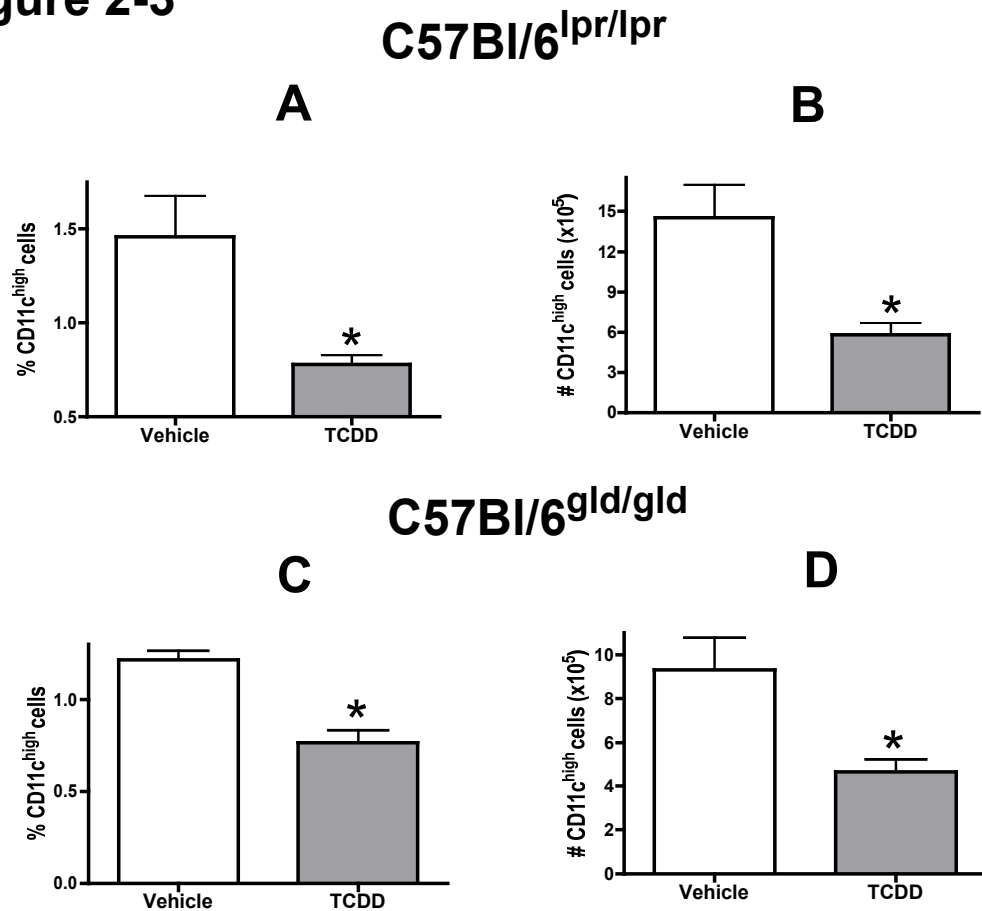 gure 2-3
C57Bl/6lpr/lpr
A
B
% CD11chigh cells
1.5
1.0
0.5
*
Vehicle
TCDD
# CD11chigh cells (x105)
15
12
9
6
3
0
*
Vehicle
TCDD
C57Bl/6gld/gld
C
D
% CD11chigh cells
1.0
0.5
0.0
*
Vehicle
TCDD
# CD11chigh cells (x105)
10
8
6
4
2
0
*
Vehicle
TCDD